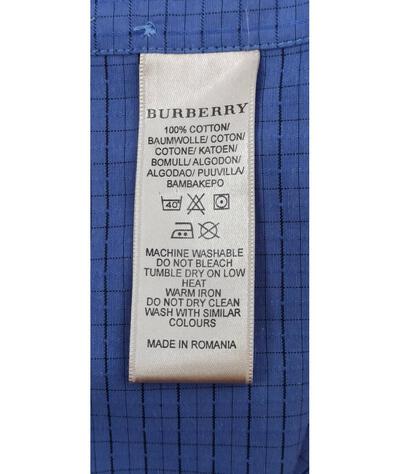 BURBERRY
100% COTTON/
BAUMWOLLE/ COTON/
COTONE/ KATOEN/
BOMULL/ ALGODON/
ALGODAO/ PUUVILLA/
BAMBAKEPO
40°
MACHINE WASHABLE
DO NOT BLEACH
TUMBLE DRY ON LOW
HEAT
WARM IRON
DO NOT DRY CLEAN
WASH WITH SIMILAR
COLOURS
MADE IN ROMANIA